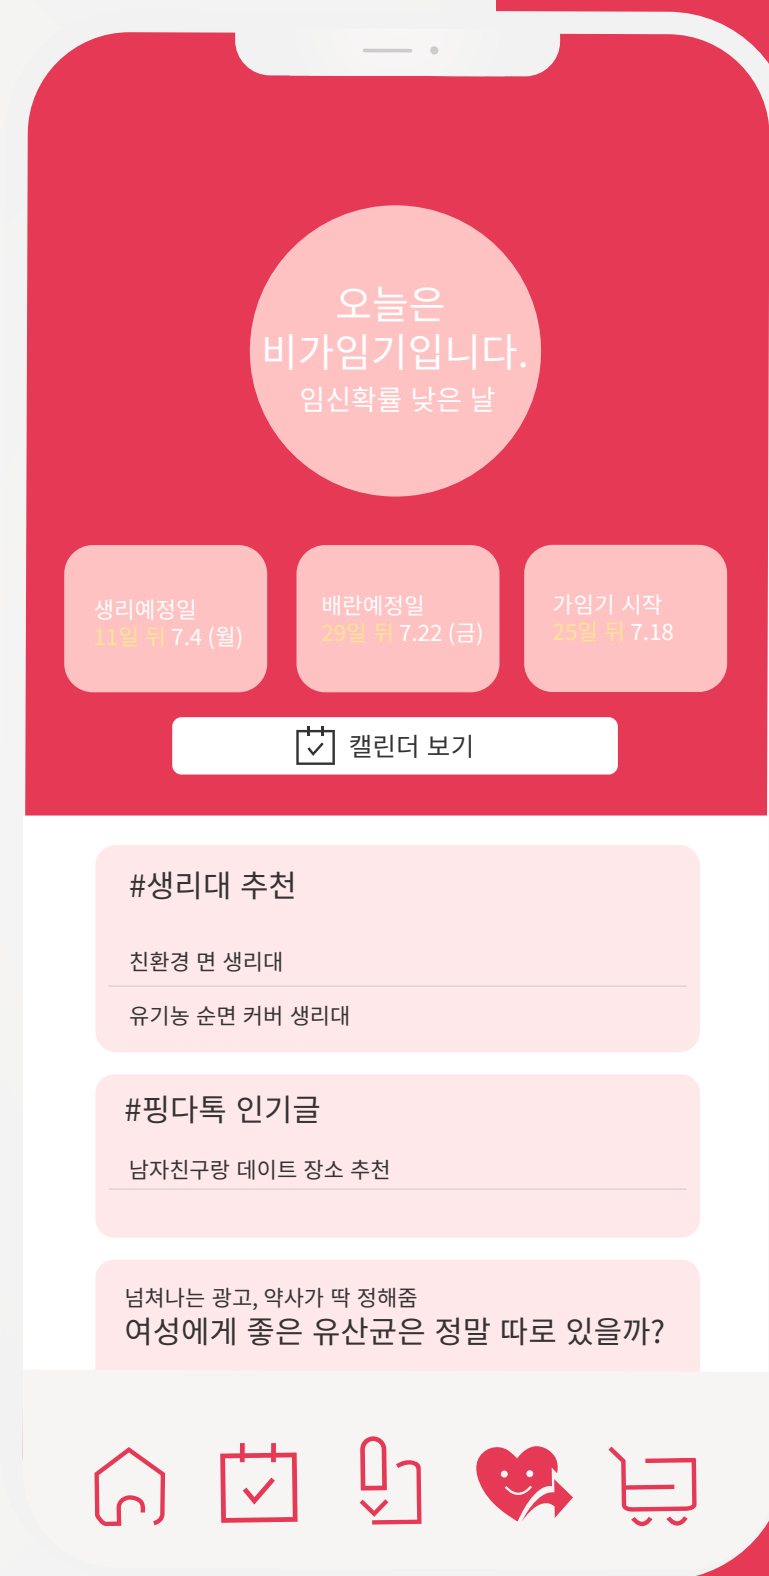 오늘은
비가임기입니다.
임신확률 낮은 날
생리예정일
11일 뒤 7.4 (월)
배란예정일
29일 뒤 7.22 (금)
가임기 시작
25일 뒤 7.18
캘린더 보기
#생리대 추천
친환경 면 생리대
유기농 순면 커버 생리대
#핑다톡 인기글
남자친구랑 데이트 장소 추천
넘쳐나는 광고, 약사가 딱 정해줌
여성에게 좋은 유산균은 정말 따로 있을까?